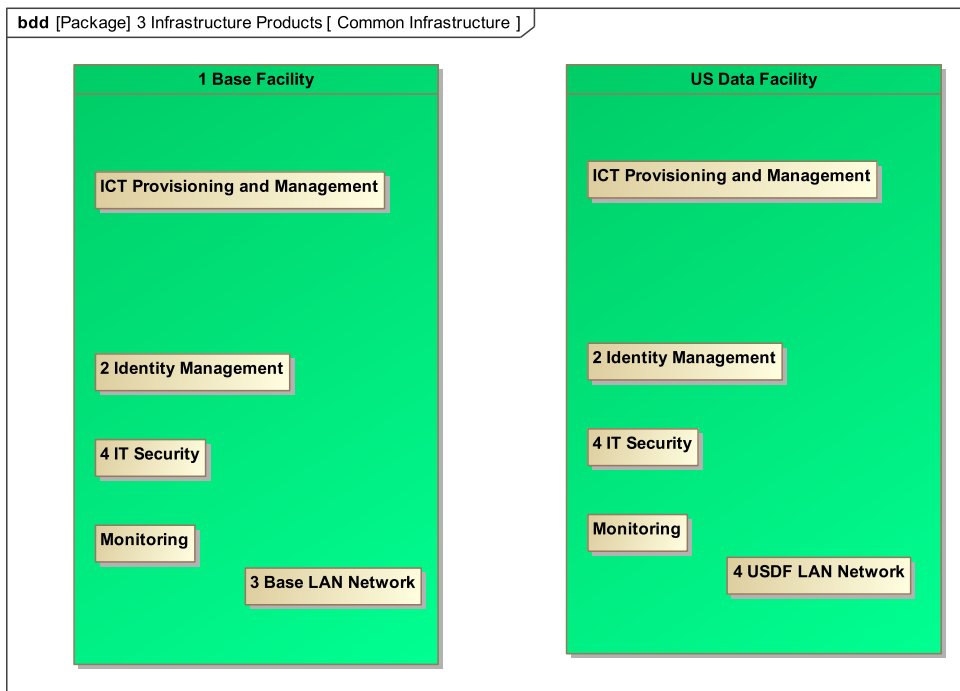 bdd [Package] 3 Infrastructure Products [ Common Infrastructure ]
1 Base Facility
ICT Provisioning and Management
2 Identity Management
4 IT Security
Monitoring
3 Base LAN Network
US Data Facility
ICT Provisioning and Management
2 Identity Management
4 IT Security
Monitoring
4 USDF LAN Network